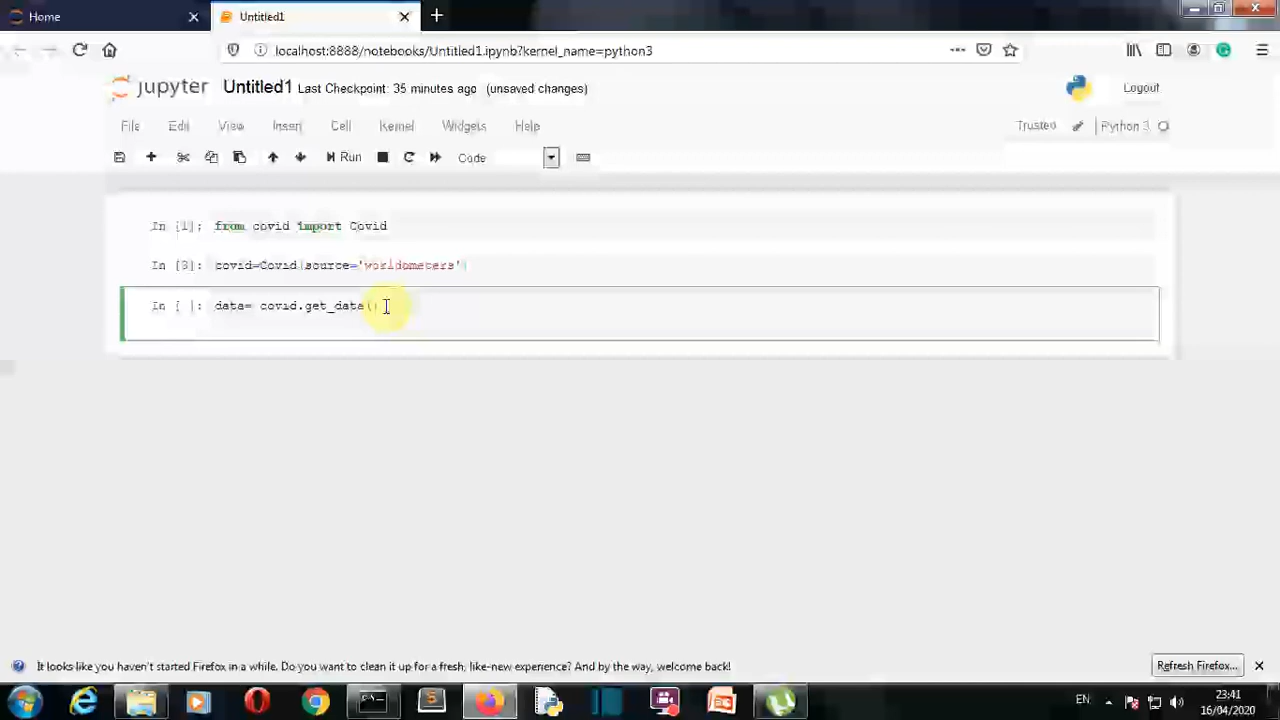 Home
Untitled1
localhost:8888/notebooks/Untitled1.ipynb?kernel_name=python3
jupyter Untitled1 Last Checkpoint: 35 minutes ago (unsaved changes)
Logout
File Edit View Insert Cell Kernel Widgets Help
Trusted Python 3
Run Code
In [1]: from covid import Covid
In [3]: covid=Covid(source='worldometers')
In [ ]: data= covid.get_data()
It looks like you haven't started Firefox in a while. Do you want to clean it up for a fresh, like-new experience? And by the way, welcome back!
Refresh Firefox...
EN
23:41
16/04/2020